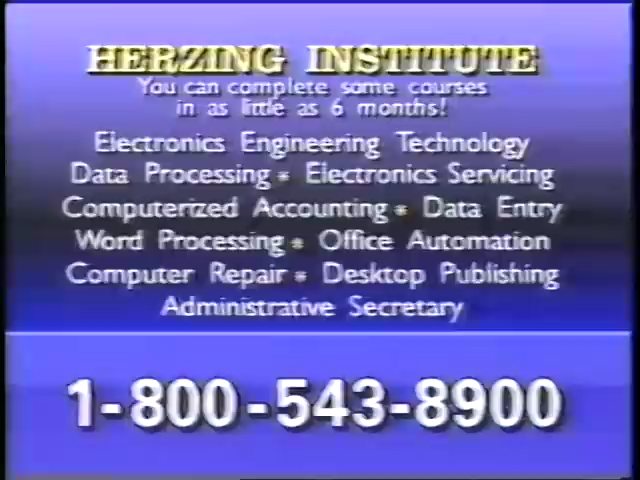 HERZING INSTITUTE
You can complete some courses
in as little as 6 months!
Electronics Engineering Technology
Data Processing * Electronics Servicing
Computerized Accounting * Data Entry
Word Processing * Office Automation
Computer Repair * Desktop Publishing
Administrative Secretary
1-800-543-8900